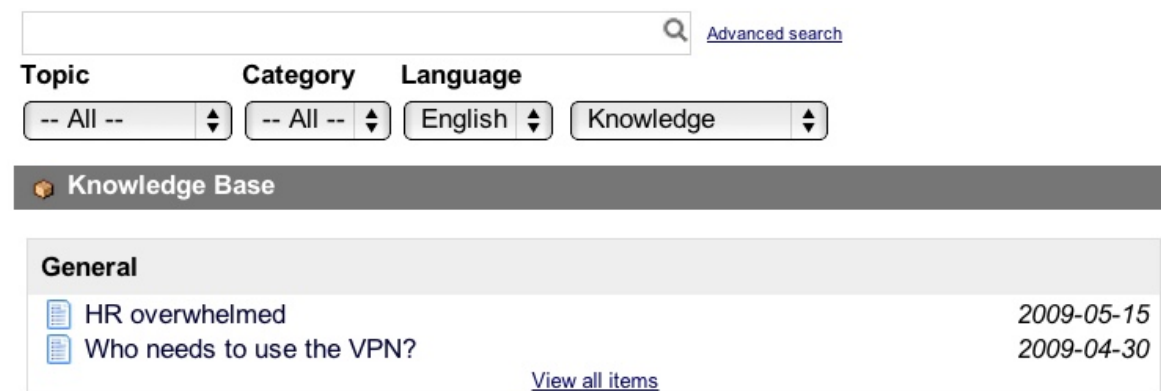 Advanced search
Topic Category Language
-- All -- -- All -- English Knowledge
Knowledge Base
General
HR overwhelmed 2009-05-15
Who needs to use the VPN? 2009-04-30
View all items